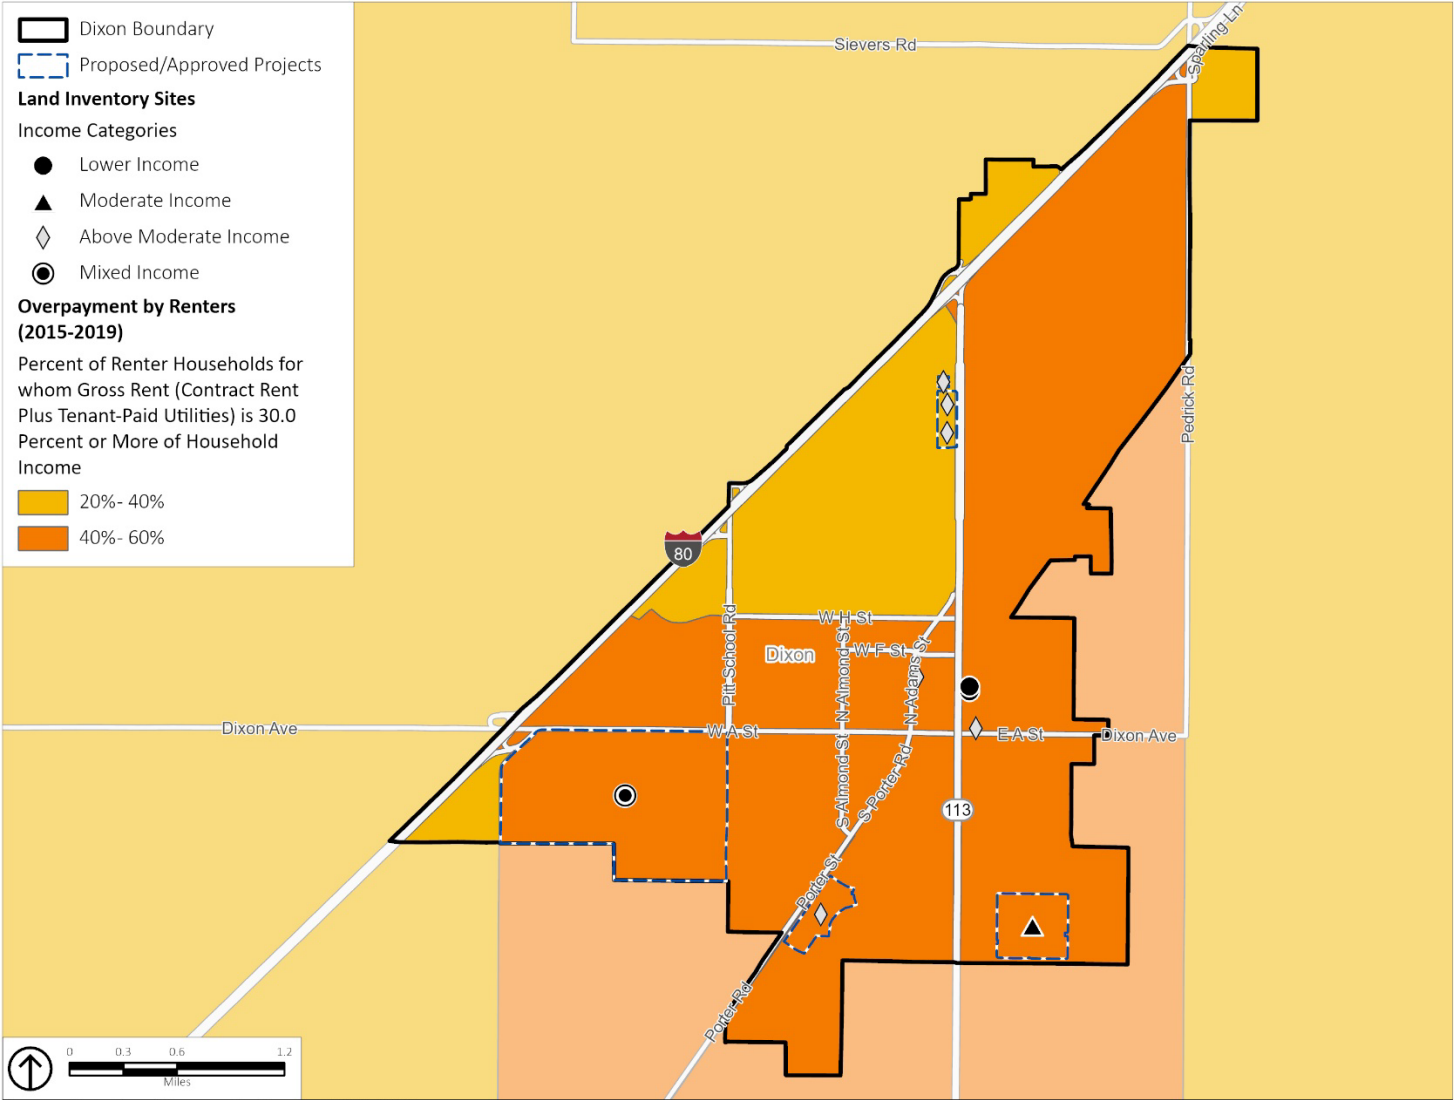 Dixon Boundary
Proposed/Approved Projects
Land Inventory Sites
Income Categories
Lower Income
Moderate Income
Above Moderate Income
Mixed Income
Overpayment by Renters
(2015-2019)
Percent of Renter Households for
whom Gross Rent (Contract Rent
Plus Tenant-Paid Utilities) is 30.0
Percent or More of Household
Income
20%- 40%
40%- 60%
Sievers Rd
Sparling Ln
Pedrick Rd
80
Pitt School Rd
W H St
Dixon
W F St
N Almond St
N Adams St
Dixon Ave
W A St
E A St
Dixon Ave
S Almond St
S Porter Rd
113
Porter St
Porter Rd
0 0.3 0.6 1.2
Miles